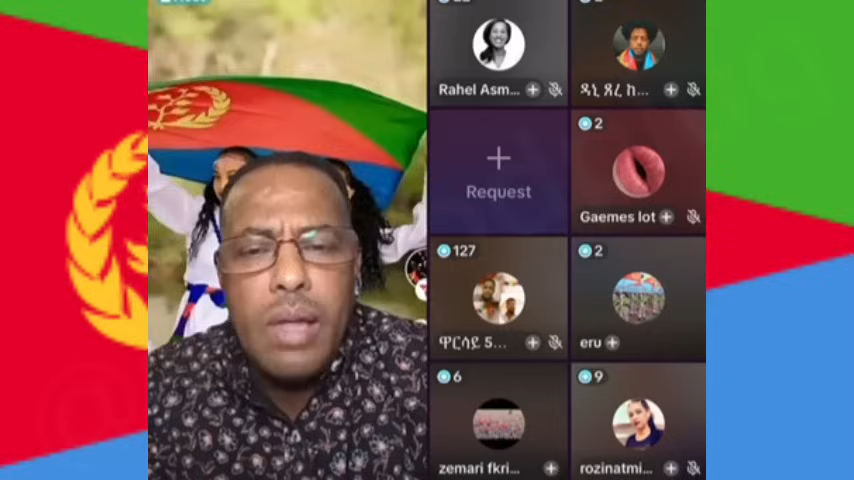 Rahel Asm...
ዳኒ ጸረ ከ...
Request
2
Gaemes lot
127
2
ዋርሳይ 5...
eru
6
9
zemari fkri...
rozinatmi...